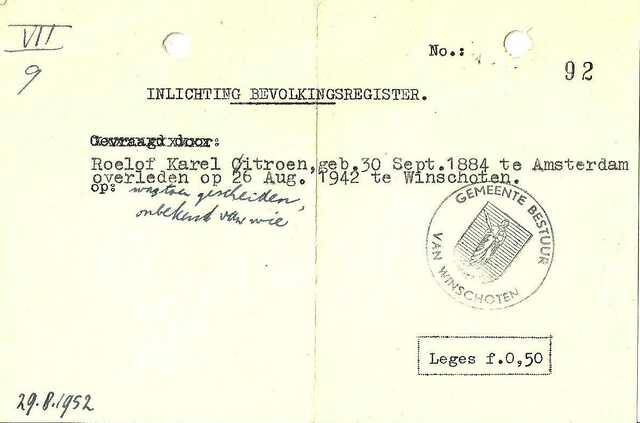 VII
9
No.:
92
INLICHTING BEVOLKINGSREGISTER.
Gevraagd door:
Roelof Karel Citroen,geb.30 Sept.1884 te Amsterdam
overleden op 26 Aug. 1942 te Winschoten.
op:
was toen gescheiden,
onbekend van wie
GEMEENTE BESTUUR
VAN WINSCHOTEN
Leges f.0,50
29.8.1952